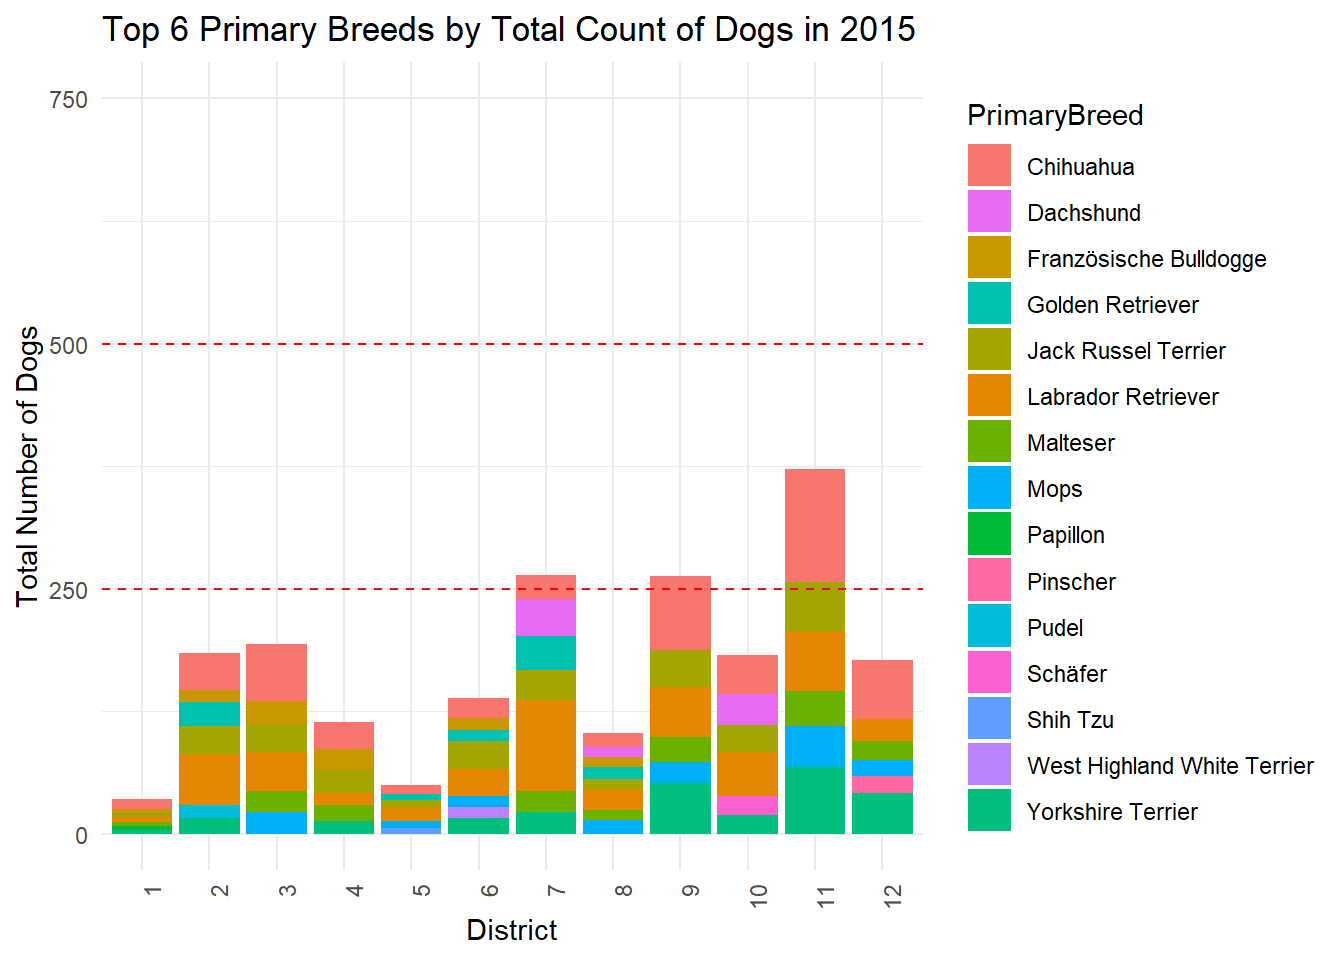 Top 6 Primary Breeds by Total Count of Dogs in 2015
Total Number of Dogs
750
500
250
0
1 2 3 4 5 6 7 8 9 10 11 12
District
PrimaryBreed
Chihuahua
Dachshund
Französische Bulldogge
Golden Retriever
Jack Russel Terrier
Labrador Retriever
Malteser
Mops
Papillon
Pinscher
Pudel
Schäfer
Shih Tzu
West Highland White Terrier
Yorkshire Terrier